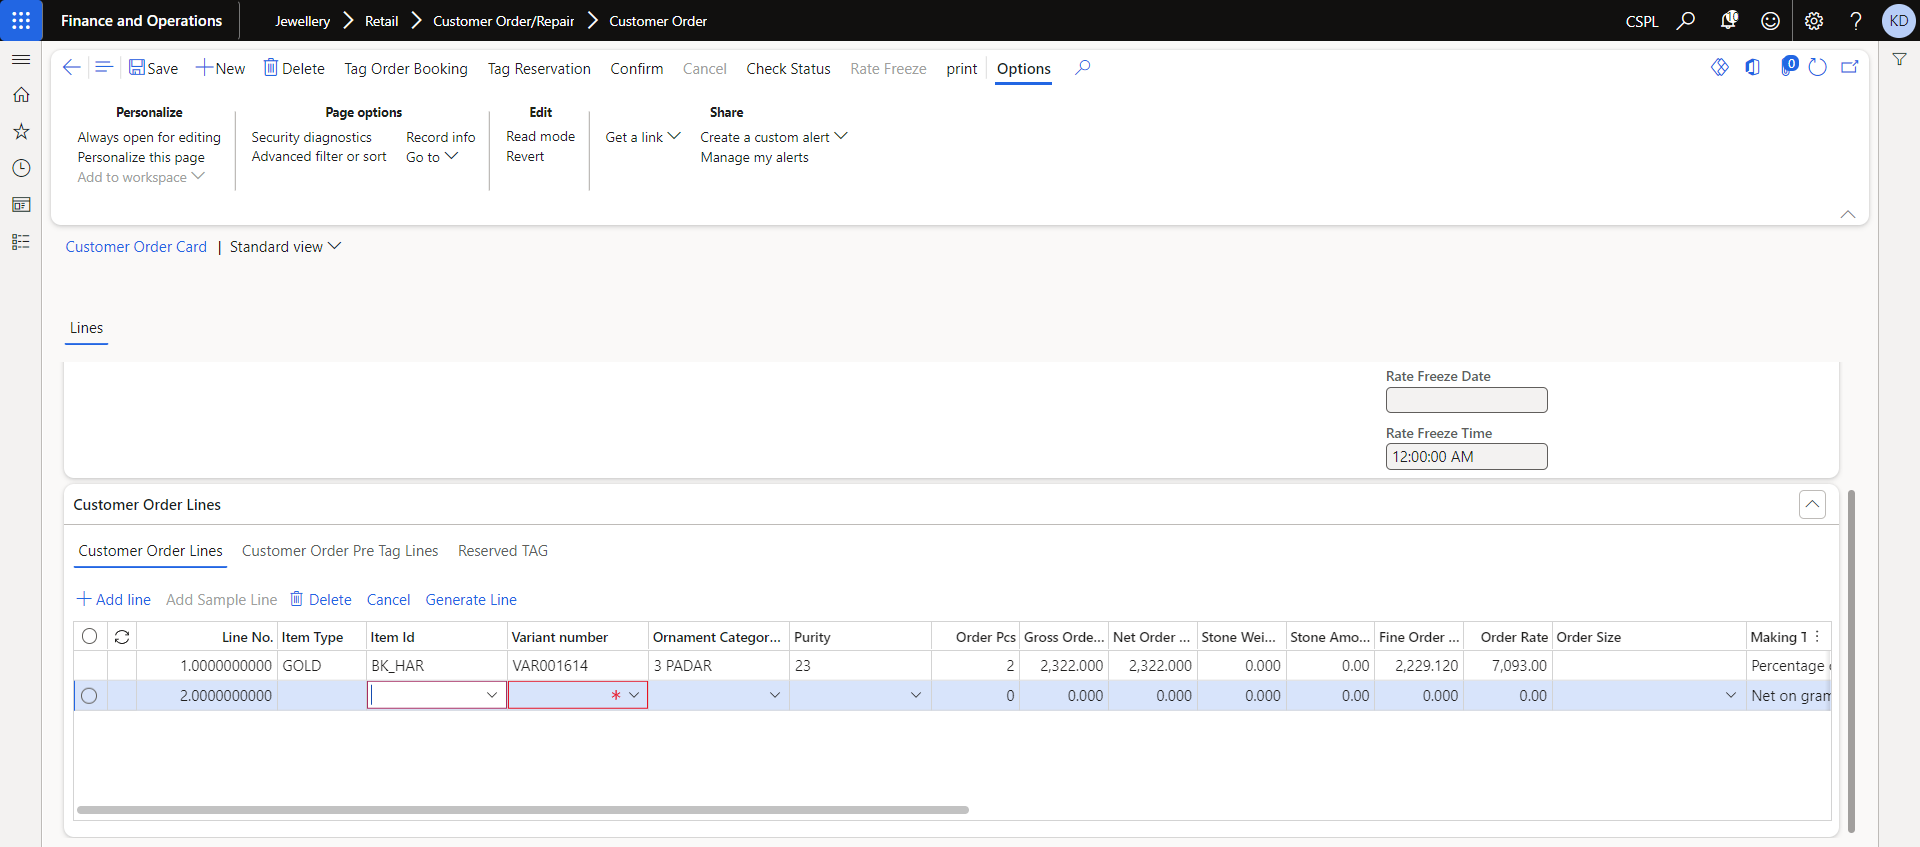 Finance and Operations
Jewellery
Retail
Customer Order/Repair
Customer Order
CSPL
KD
Save
New
Delete
Tag Order Booking
Tag Reservation
Confirm
Cancel
Check Status
Rate Freeze
print
Options
0
Personalize
Always open for editing
Personalize this page
Add to workspace
Page options
Security diagnostics
Advanced filter or sort
Record info
Go to
Edit
Read mode
Revert
Share
Get a link
Create a custom alert
Manage my alerts
Customer Order Card | Standard view
Lines
Rate Freeze Date
Rate Freeze Time
12:00:00 AM
Customer Order Lines
Customer Order Lines Customer Order Pre Tag Lines Reserved TAG
Add line Add Sample Line Delete Cancel Generate Line
Line No. Item Type Item Id Variant number Ornament Categor... Purity Order Pcs Gross Orde... Net Order ... Stone Wei... Stone Amo... Fine Order ... Order Rate Order Size Making T
1.0000000000 GOLD BK_HAR VAR001614 3 PADAR 23 2 2,322.000 2,322.000 0.000 0.00 2,229.120 7,093.00 Percentage
2.0000000000 * 0 0.000 0.000 0.000 0.00 0.000 0.00 Net on gram